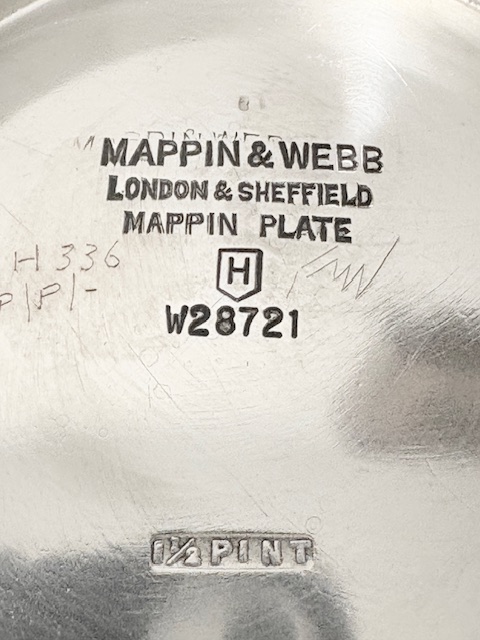 MAPPIN & WEBB
LONDON & SHEFFIELD
MAPPIN PLATE
H
H 336
P/P/-
W28721
1½ PINT